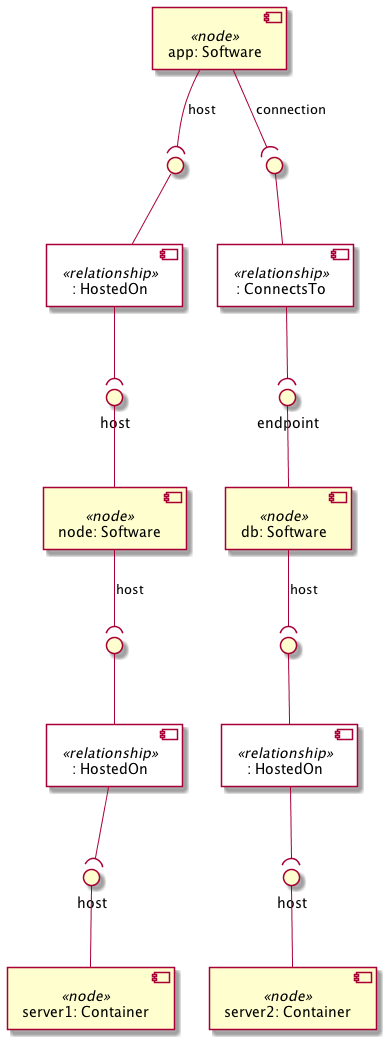 «node»
app: Software
host
connection
«relationship»
: HostedOn
«relationship»
: ConnectsTo
host
endpoint
«node»
node: Software
«node»
db: Software
host
host
«relationship»
: HostedOn
«relationship»
: HostedOn
host
host
«node»
server1: Container
«node»
server2: Container